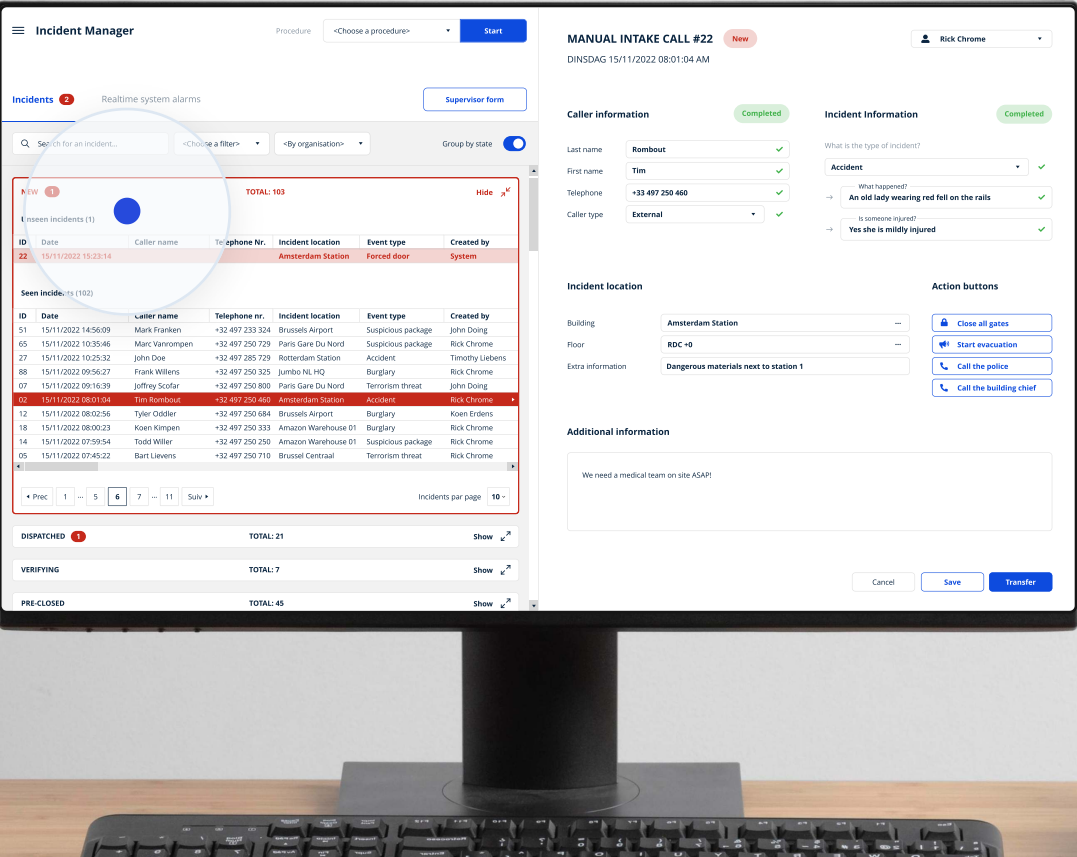 Incident Manager
Procedure <Choose a procedure> Start
Incidents 2 Realtime system alarms Supervisor form
Search for an incident... <Choose a filter> <By organisation> Group by state
NEW 1 TOTAL: 103 Hide
Unseen incidents (1)
ID Date Caller name Telephone Nr. Incident location Event type Created by
22 15/11/2022 15:23:14 Amsterdam Station Forced door System
Seen incidents (102)
ID Date Caller name Telephone nr. Incident location Event type Created by
51 15/11/2022 14:56:09 Mark Franken +32 497 233 324 Brussels Airport Suspicious package John Doing
65 15/11/2022 10:35:46 Marc Vanrompen +32 497 250 729 Paris Gare Du Nord Suspicious package Rick Chrome
27 15/11/2022 10:25:32 John Doe +32 497 285 729 Rotterdam Station Accident Timothy Liebens
88 15/11/2022 09:56:27 Frank Willens +32 497 250 325 Jumbo NL HQ Burglary Rick Chrome
07 15/11/2022 09:16:39 Joffrey Scofar +32 497 250 800 Paris Gare Du Nord Terrorism threat John Doing
02 15/11/2022 08:01:04 Tim Rombout +32 497 250 460 Amsterdam Station Accident Rick Chrome
12 15/11/2022 08:02:56 Tyler Oddler +32 497 250 684 Brussels Airport Burglary Koen Erdens
18 15/11/2022 08:00:23 Koen Kimpen +32 497 250 333 Amazon Warehouse 01 Burglary Rick Chrome
14 15/11/2022 07:59:54 Todd Willer +32 497 250 250 Amazon Warehouse 01 Suspicious package Rick Chrome
05 15/11/2022 07:45:22 Bart Lievens +32 497 250 710 Brussel Centraal Terrorism threat Rick Chrome
Prec 1 ... 5 6 7 ... 11 Suiv Incidents par page 10
DISPATCHED 1 TOTAL: 21 Show
VERIFYING TOTAL: 7 Show
PRE-CLOSED TOTAL: 45 Show
MANUAL INTAKE CALL #22 New Rick Chrome
DINSDAG 15/11/2022 08:01:04 AM
Caller information Completed
Last name Rombout
First name Tim
Telephone +33 497 250 460
Caller type External
Incident Information Completed
What is the type of incident?
Accident
What happened?
An old lady wearing red fell on the rails
Is someone injured?
Yes she is mildly injured
Incident location
Building Amsterdam Station ...
Floor RDC +0 ...
Extra information Dangerous materials next to station 1
Action buttons
Close all gates
Start evacuation
Call the police
Call the building chief
Additional information
We need a medical team on site ASAP!
Cancel Save Transfer